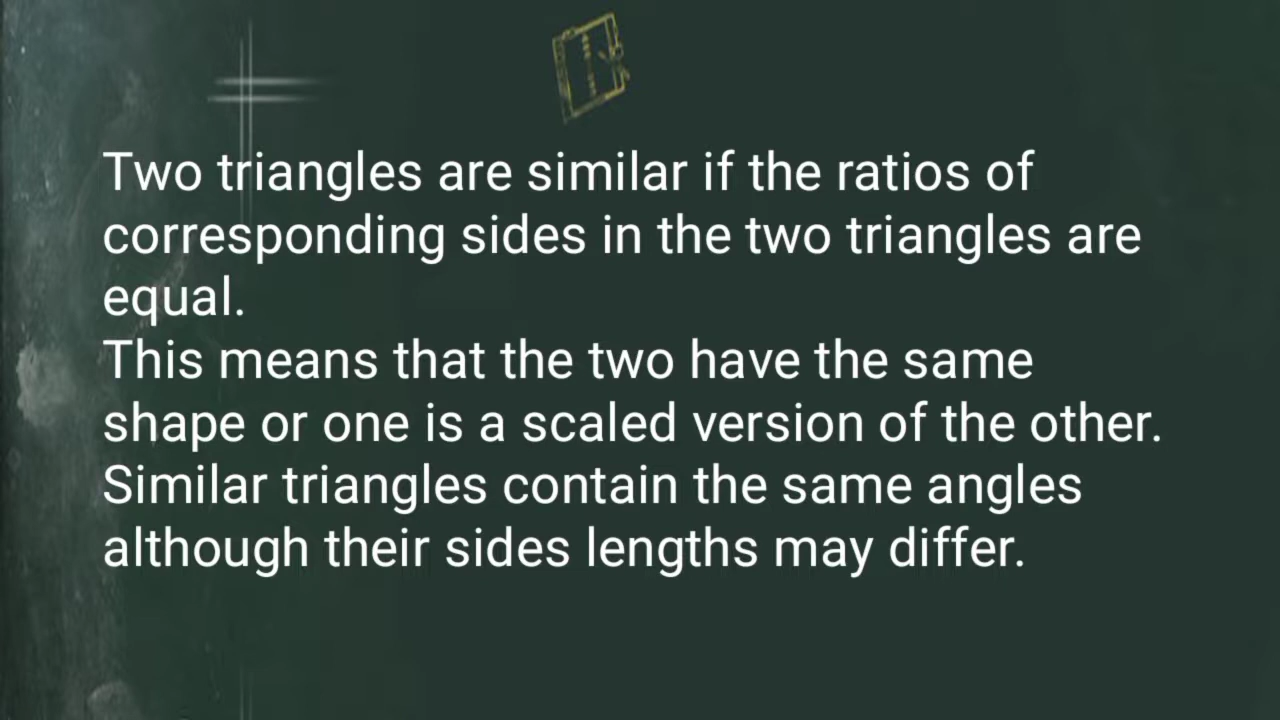 Two triangles are similar if the ratios of
corresponding sides in the two triangles are
equal.
This means that the two have the same
shape or one is a scaled version of the other.
Similar triangles contain the same angles
although their sides lengths may differ.